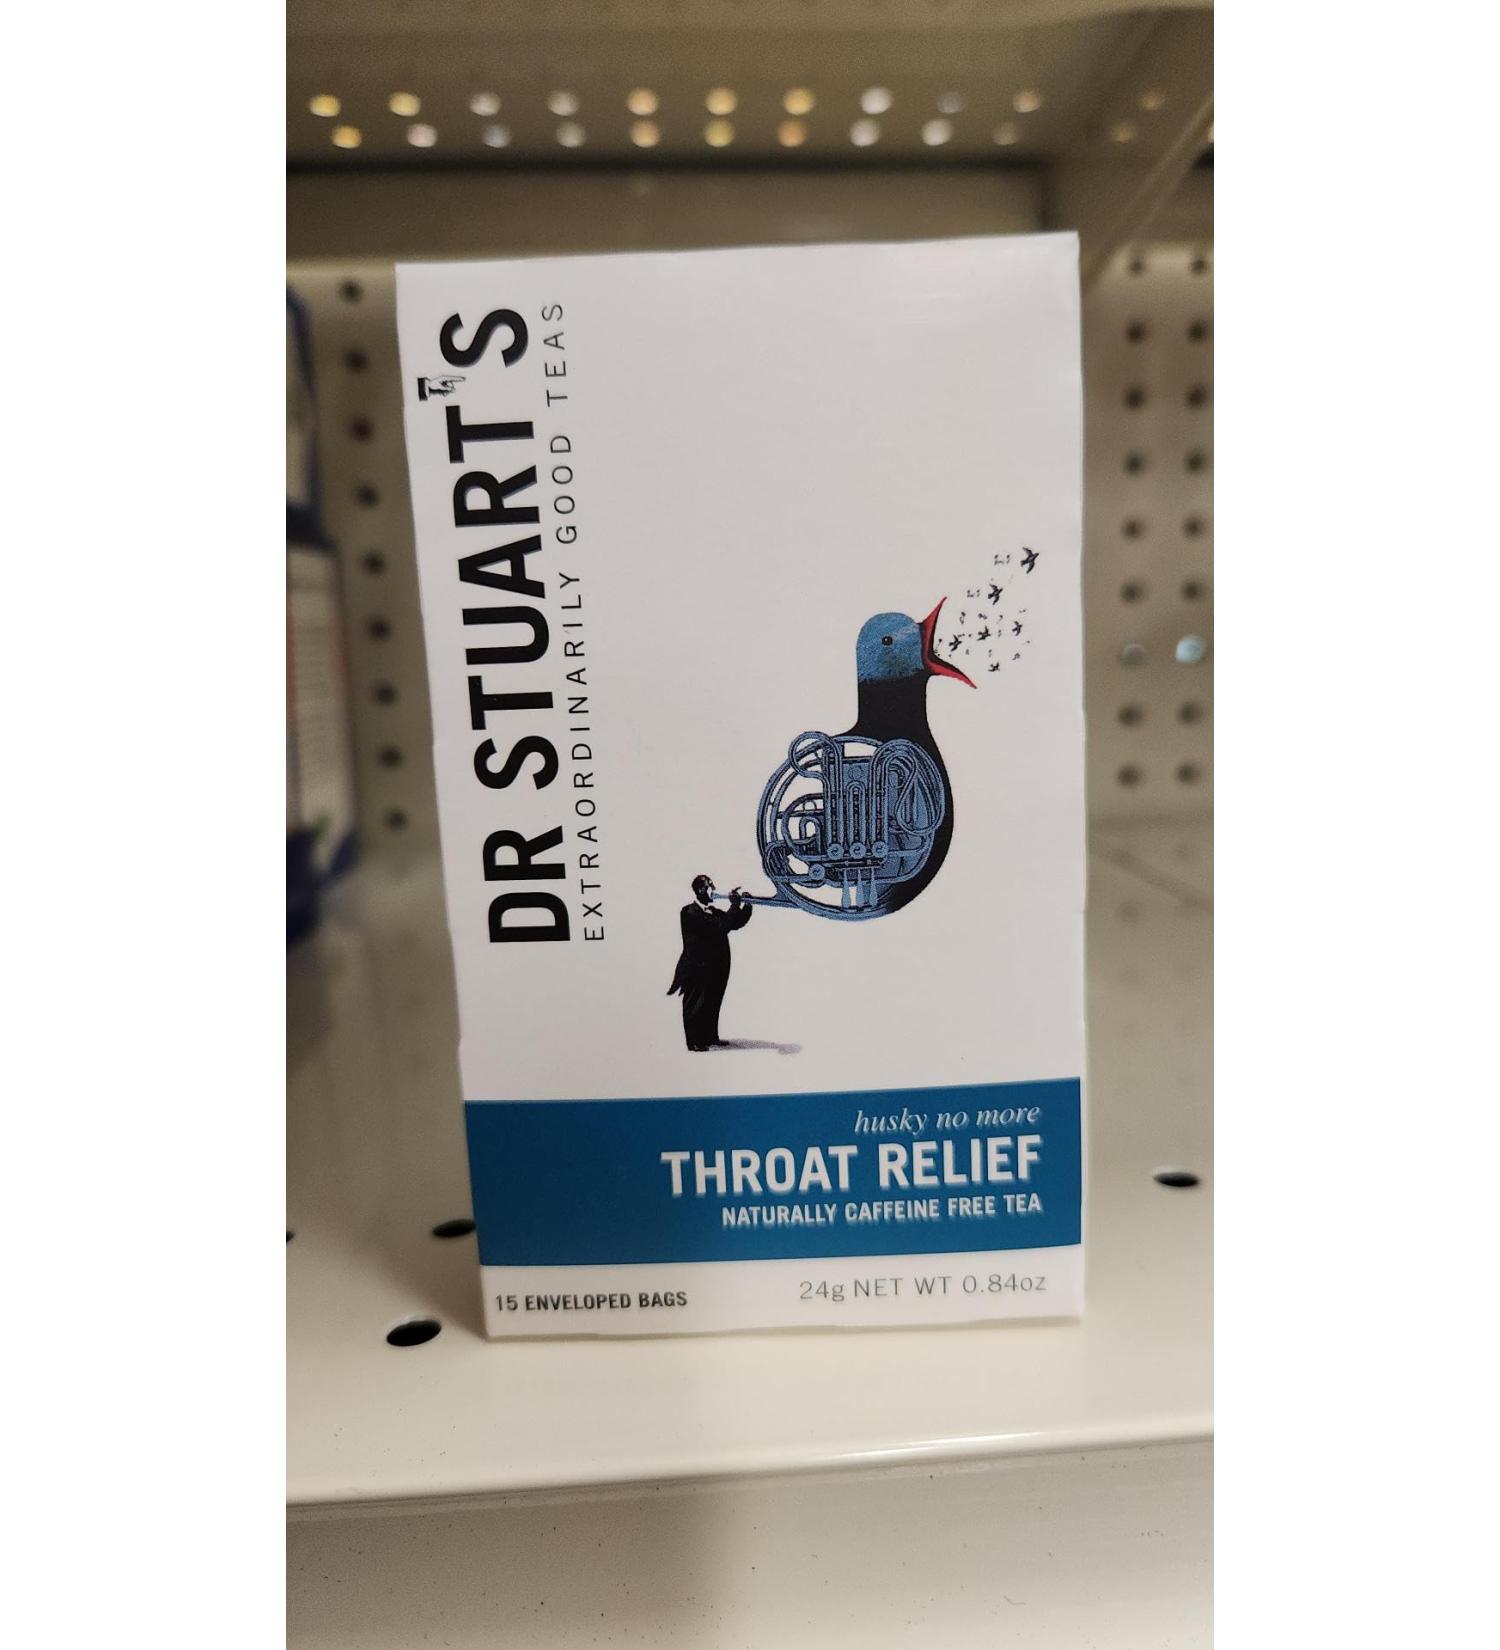 DR STUART'S
EXTRAORDINARILY GOOD TEAS
husky no more
THROAT RELIEF
NATURALLY CAFFEINE FREE TEA
15 ENVELOPED BAGS
24g NET WT 0.84oz